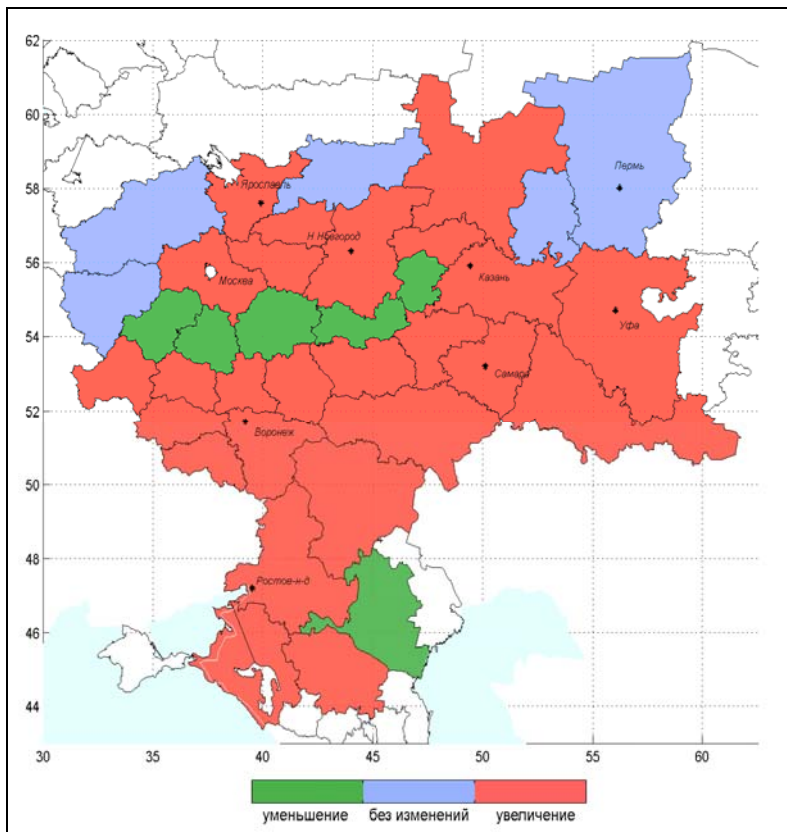 62
60
58
56
54
52
50
48
46
44
Пермь
Ярославль
Н Новгород
Москва
Казань
Уфа
Самара
Воронеж
Ростов-н-д
30 35 40 45 50 55 60
уменьшение без изменений увеличение